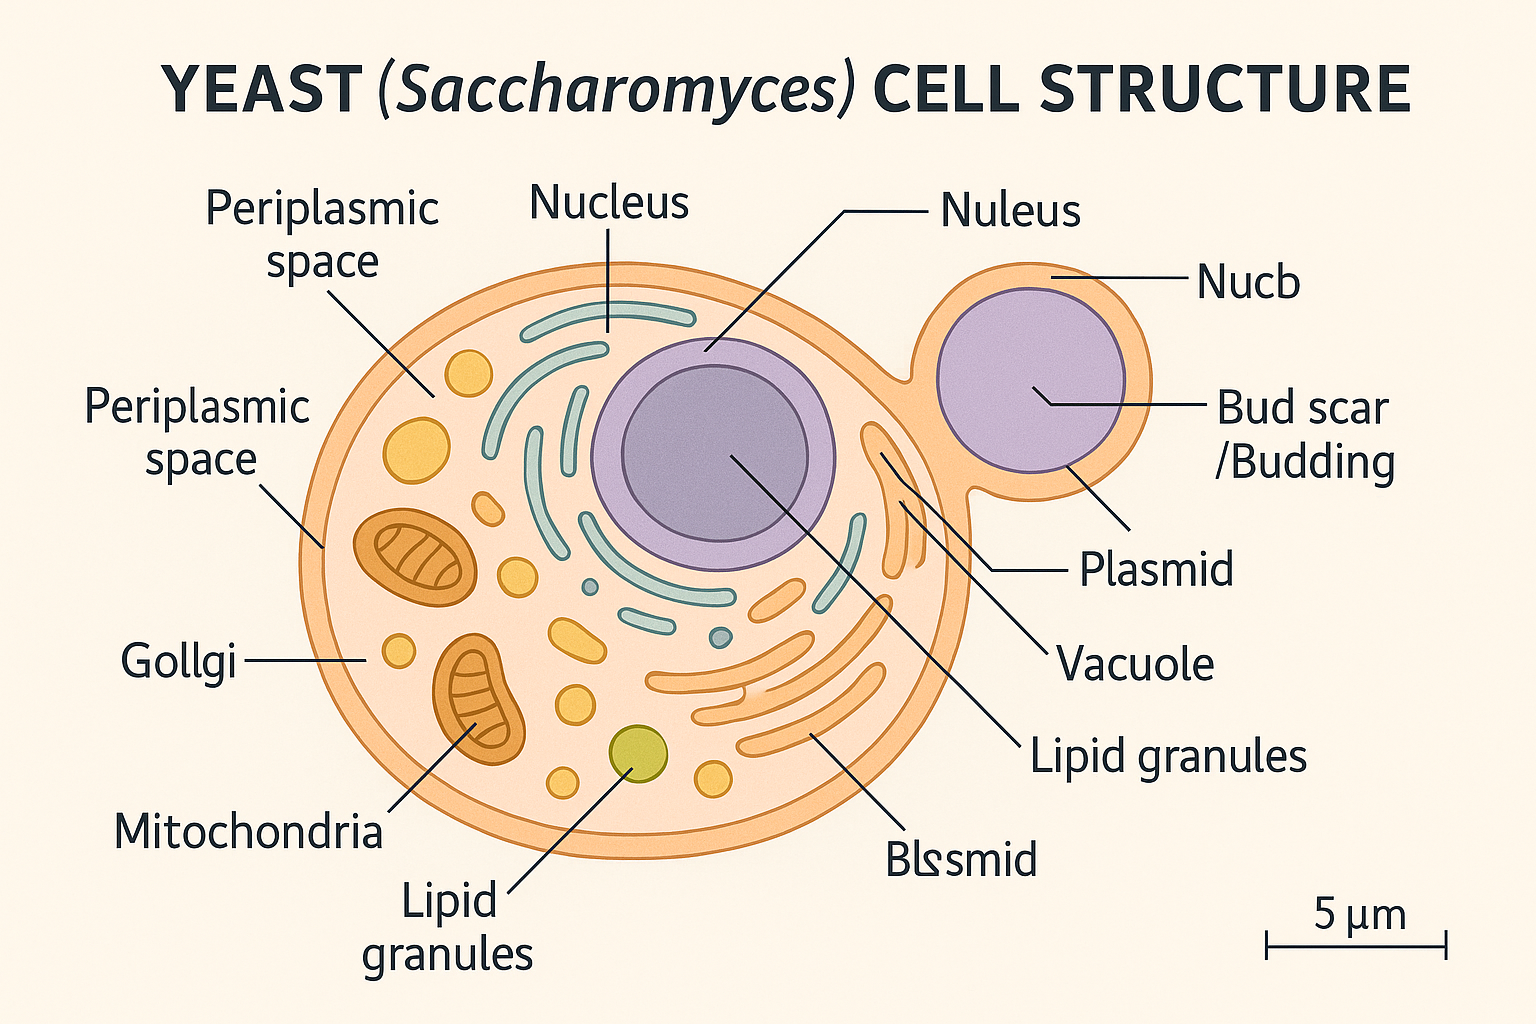 YEAST (Saccharomyces) CELL STRUCTURE
Periplasmic
space
Nucleus
Nuleus
Nucb
Periplasmic
space
Bud scar
/Budding
Plasmid
Gollgi
Vacuole
Lipid granules
Mitochondria
Lipid
granules
5 µm